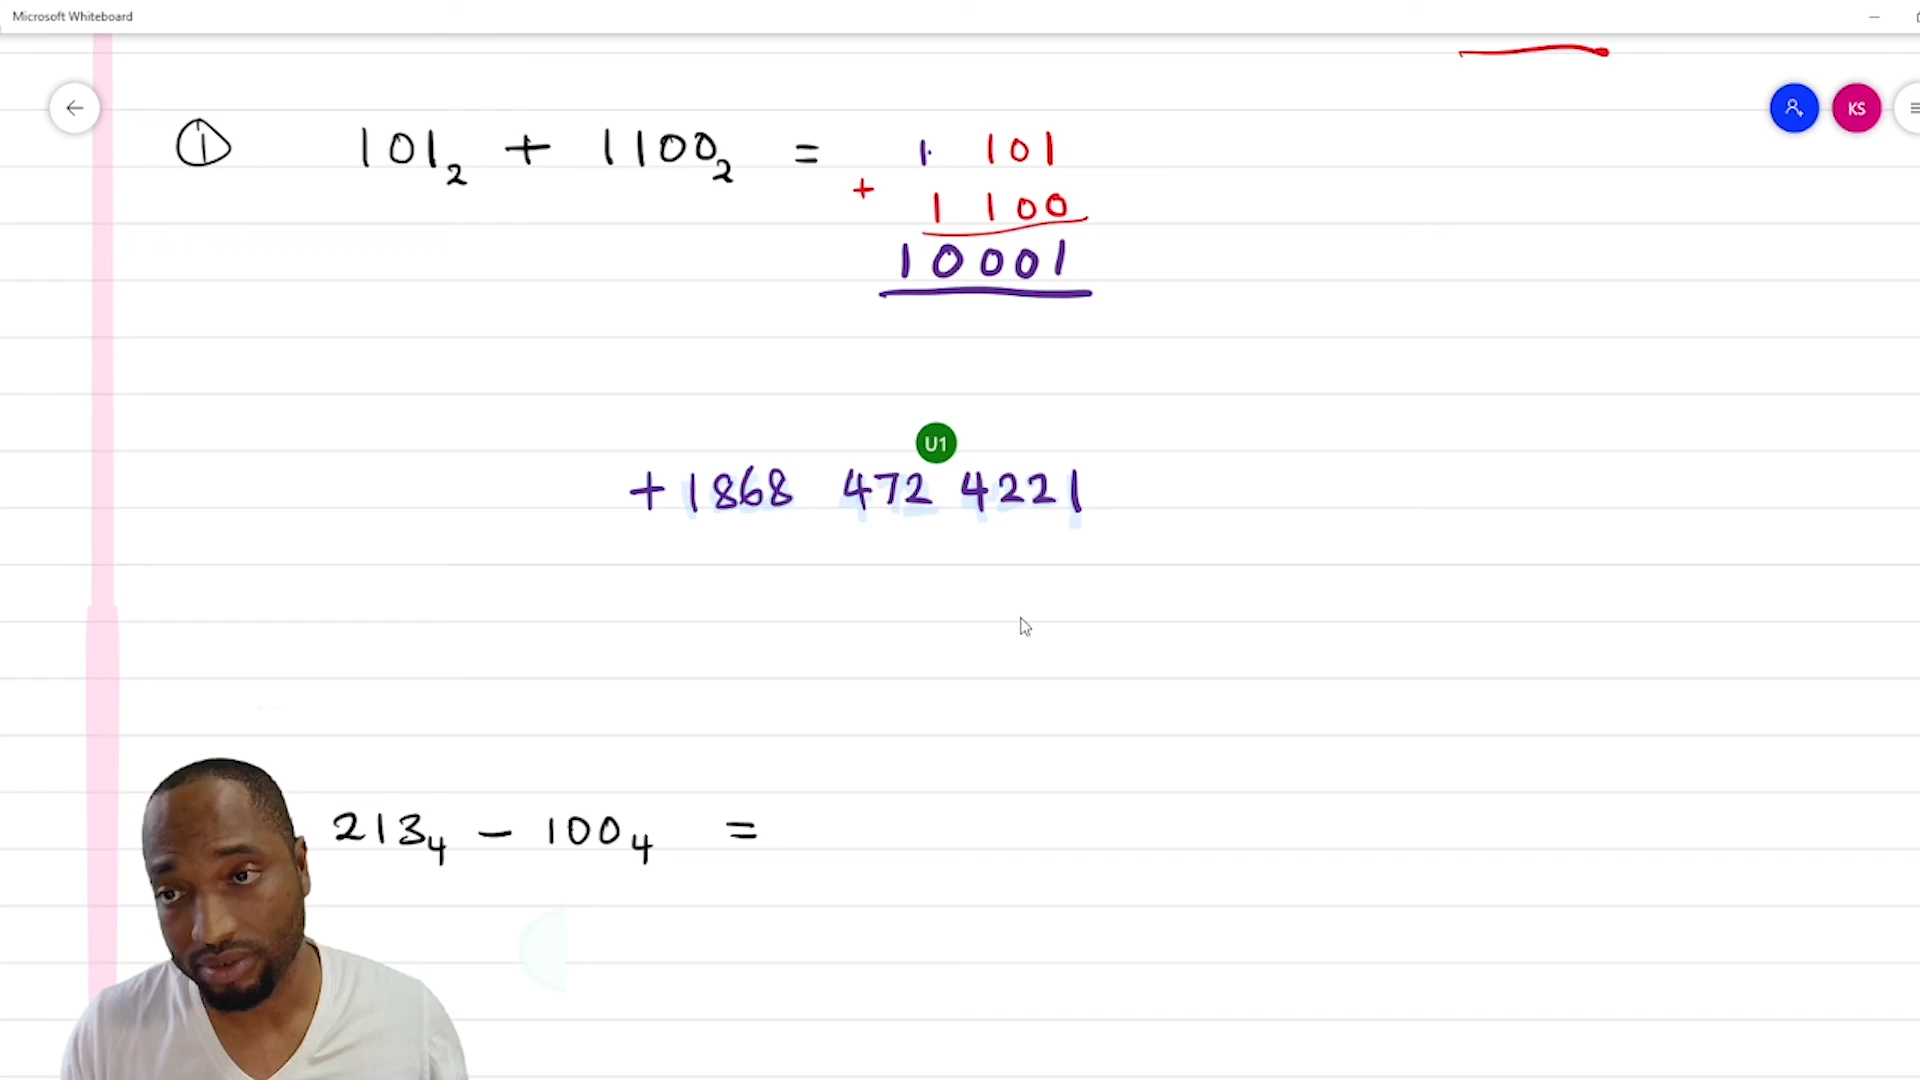 Microsoft Whiteboard
KS
① 101₂ + 1100₂ = 1. 101
+ 1 100
10001
U1
+1868 472 4221
213₄ – 100₄ =